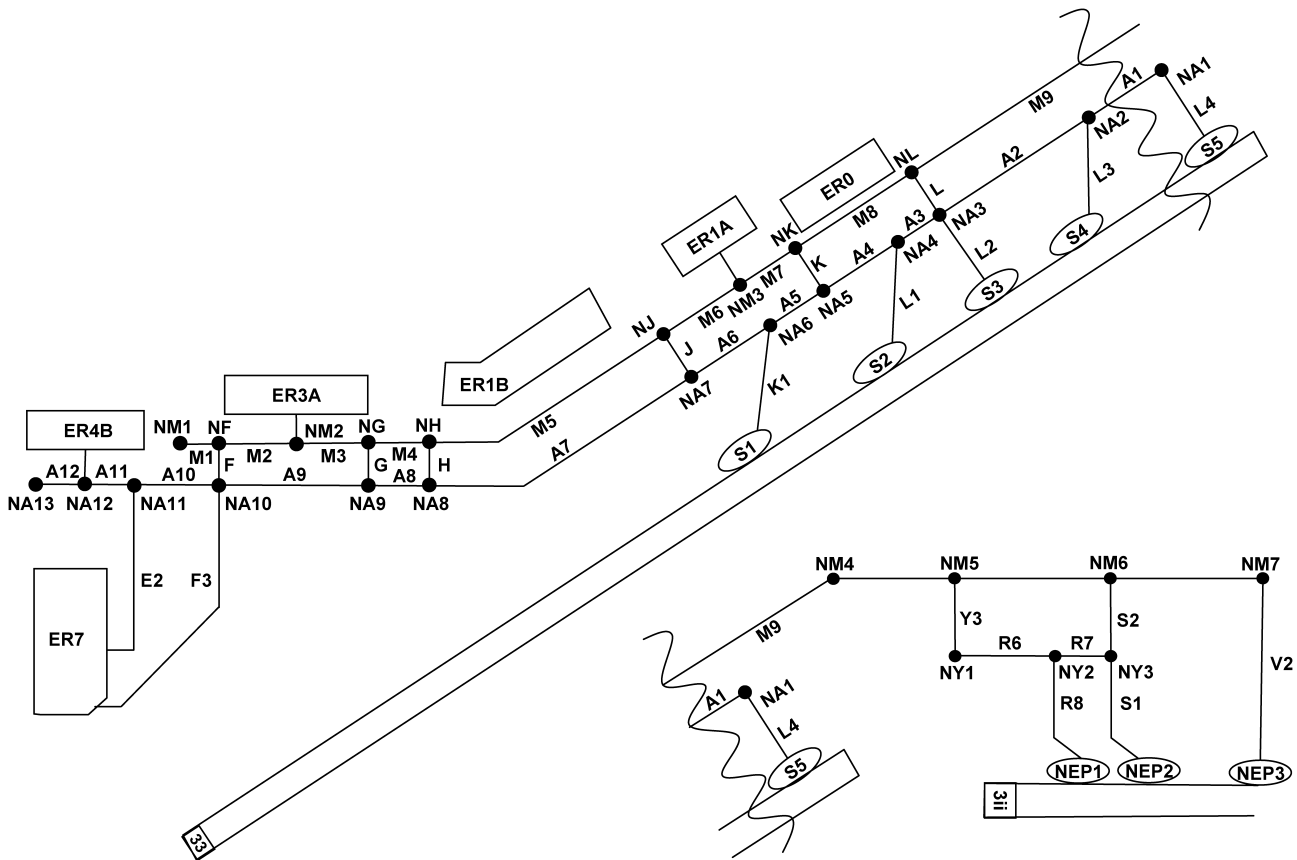 M9
A1
NA1
L4
S5
NA2
NL
A2
L3
L
ER0
M8
A3
NA3
S4
NK
K
A4
NA4
L2
ER1A
M7
NM3
M6
A5
NA5
L1
S3
NJ
J
A6
NA6
S2
ER1B
NA7
K1
ER3A
M5
A7
S1
ER4B
NM1
NF
NM2
NG
NH
M1
M2
M3
M4
A12
A11
A10
F
A9
G
A8
H
NA13
NA12
NA11
NA10
NA9
NA8
E2
F3
ER7
33
NM4
NM5
NM6
NM7
M9
Y3
S2
R6
R7
NY1
NY2
NY3
V2
A1
NA1
R8
S1
L4
S5
NEP1
NEP2
NEP3
3ii